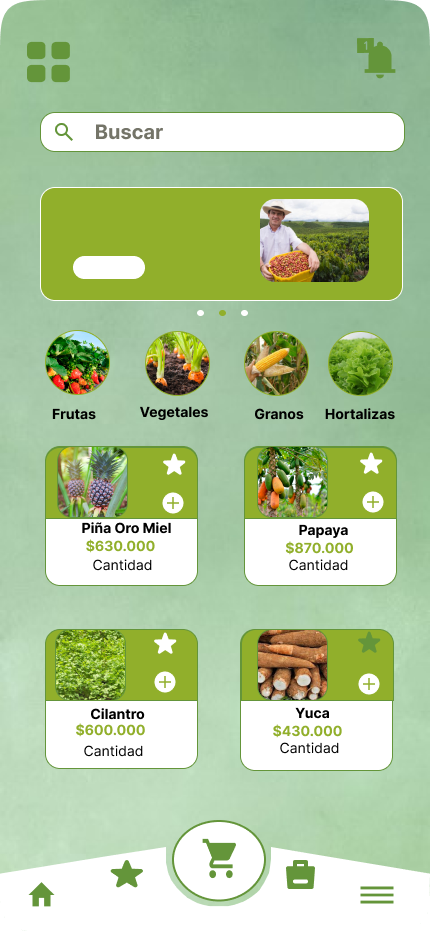 1
Buscar
Frutas
Vegetales
Granos
Hortalizas
Piña Oro Miel
$630.000
Cantidad
Papaya
$870.000
Cantidad
Cilantro
$600.000
Cantidad
Yuca
$430.000
Cantidad